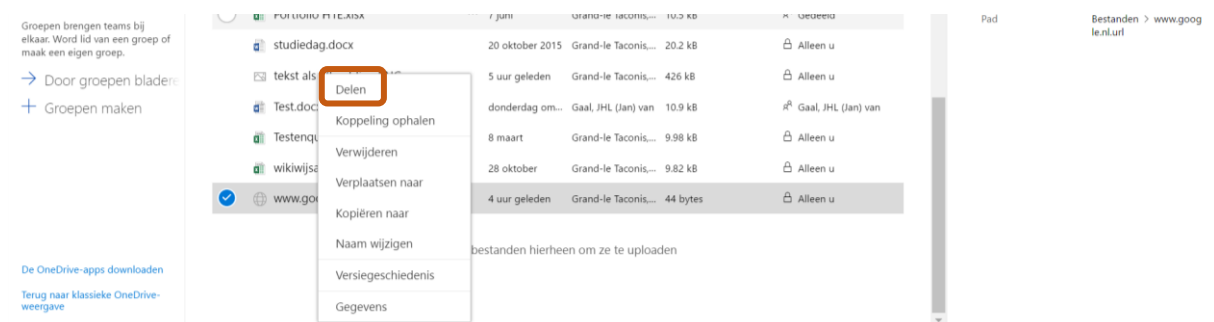 Groepen brengen teams bij
elkaar. Word lid van een groep of
maak een eigen groep.
Door groepen bladere
Groepen maken
De OneDrive-apps downloaden
Terug naar klassieke OneDrive-
weergave
Portfolio HTE.xlsx ... 7 juni Grand-le Taconis,... 10.5 kB Gedeeld
studiedag.docx 20 oktober 2015 Grand-le Taconis,... 20.2 kB Alleen u
tekst als 5 uur geleden Grand-le Taconis,... 426 kB Alleen u
Test.doc donderdag om... Gaal, JHL (Jan) van 10.9 kB Gaal, JHL (Jan) van
Testenqu 8 maart Grand-le Taconis,... 9.98 kB Alleen u
wikiwijsa 28 oktober Grand-le Taconis,... 9.82 kB Alleen u
www.goo 4 uur geleden Grand-le Taconis,... 44 bytes Alleen u
bestanden hierheen om ze te uploaden
Delen
Koppeling ophalen
Verwijderen
Verplaatsen naar
Kopiëren naar
Naam wijzigen
Versiegeschiedenis
Gegevens
Pad Bestanden > www.goog
le.nl.url